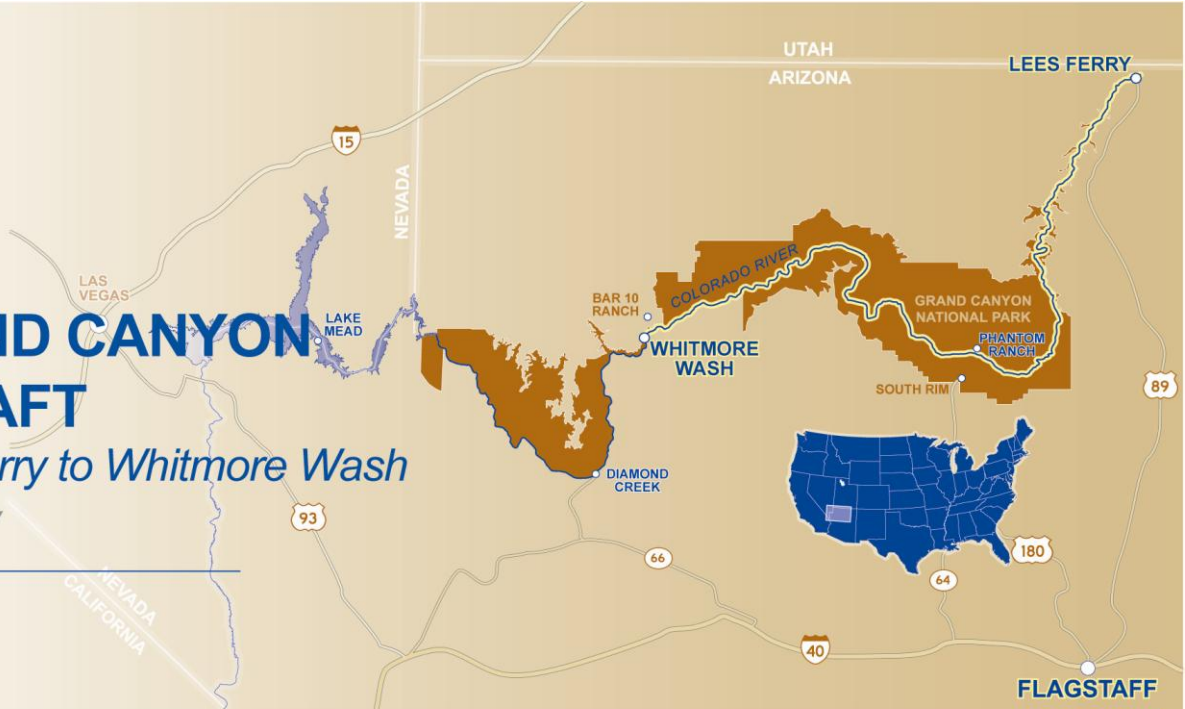 UTAH
ARIZONA
LEES FERRY
15
NEVADA
LAS
VEGAS
LAKE
MEAD
BAR 10
RANCH
COLORADO RIVER
GRAND CANYON
NATIONAL PARK
PHANTOM
RANCH
WHITMORE
WASH
SOUTH RIM
89
ND CANYON
AFT
rry to Whitmore Wash
DIAMOND
CREEK
93
66
180
64
NEVADA
CALIFORNIA
40
FLAGSTAFF